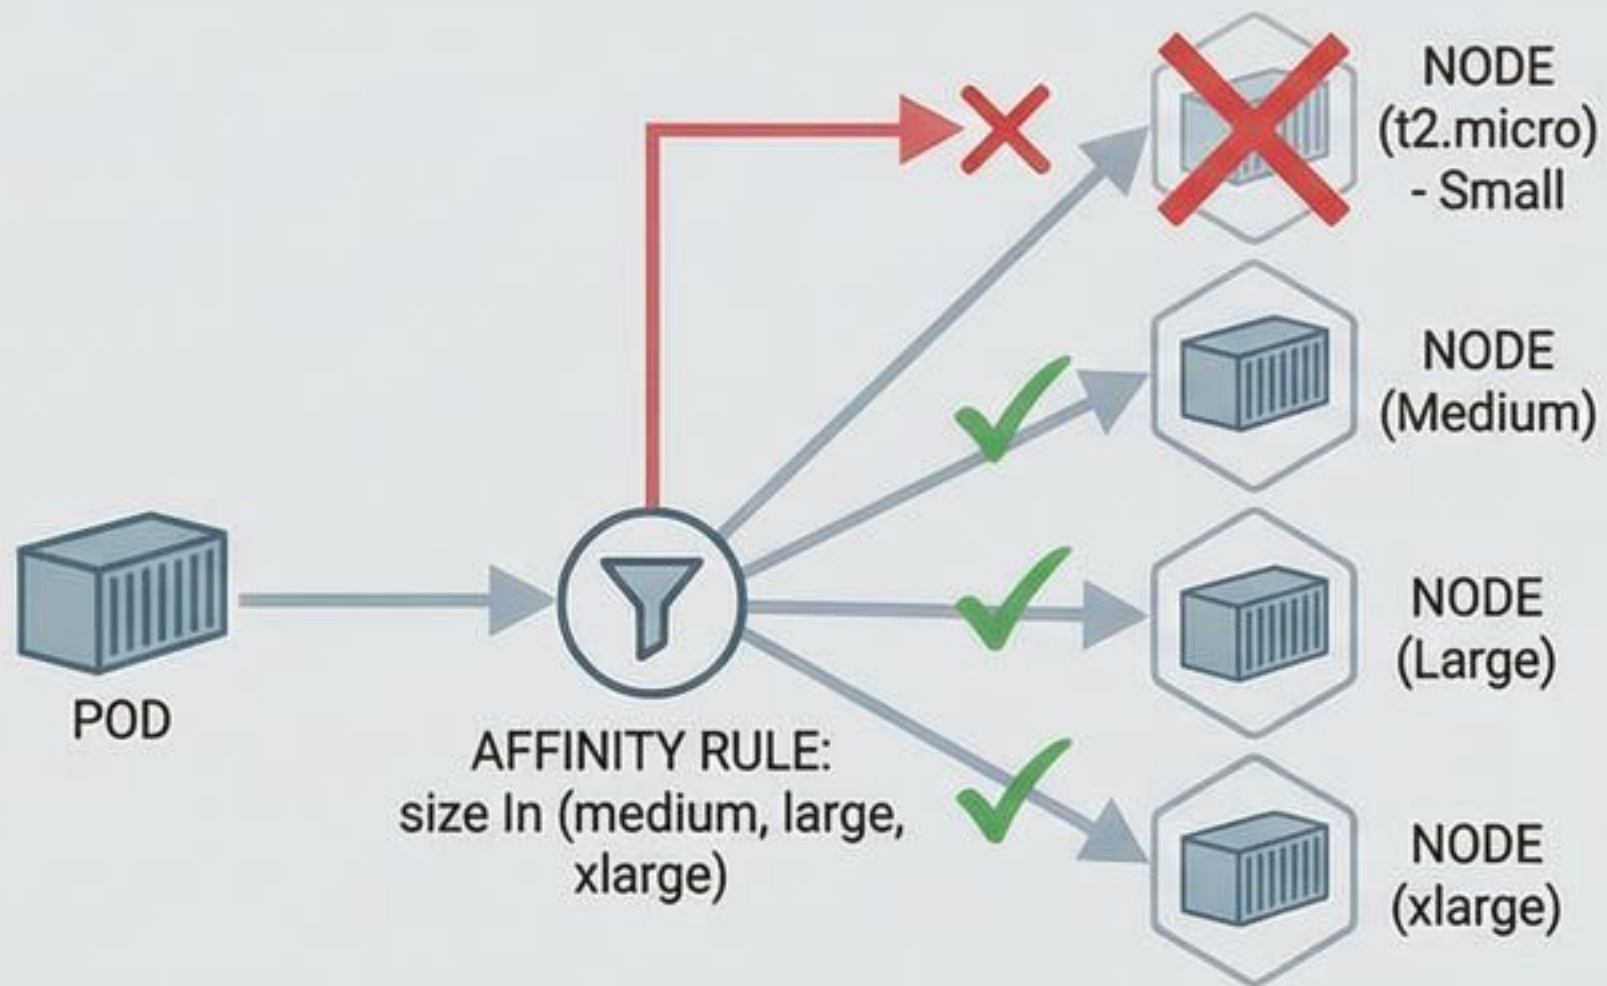 POD
AFFINITY RULE:
size In (medium, large,
xlarge)
NODE
(t2.micro)
- Small
NODE
(Medium)
NODE
(Large)
NODE
(xlarge)